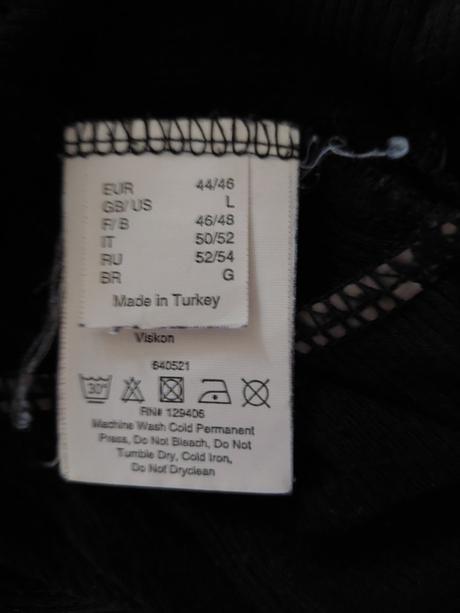 EUR 44/46
GB/US L
F/B 46/48
IT 50/52
RU 52/54
BR G
Made in Turkey
Viskon
640521
30°
RN# 129406
Machine Wash Cold Permanent
Press, Do Not Bleach, Do Not
Tumble Dry, Cold Iron,
Do Not Dryclean